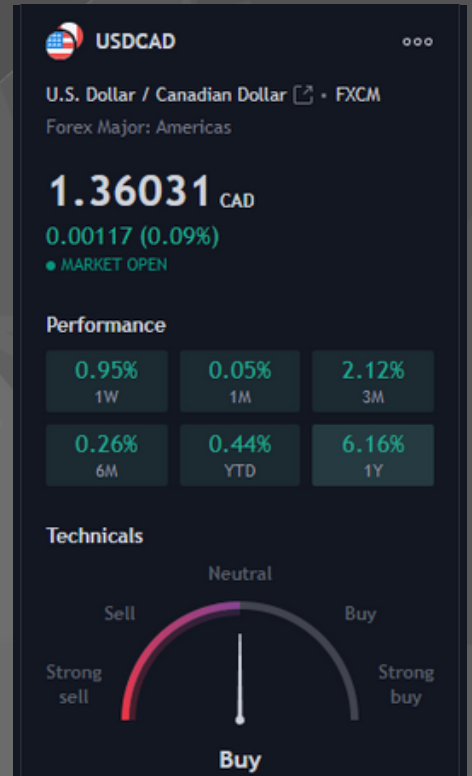 USDCAD
U.S. Dollar / Canadian Dollar • FXCM
Forex Major: Americas
1.36031 CAD
0.00117 (0.09%)
● MARKET OPEN
Performance
0.95% 0.05% 2.12%
1W 1M 3M
0.26% 0.44% 6.16%
6M YTD 1Y
Technicals
Neutral
Sell Buy
Strong sell Strong buy
Buy